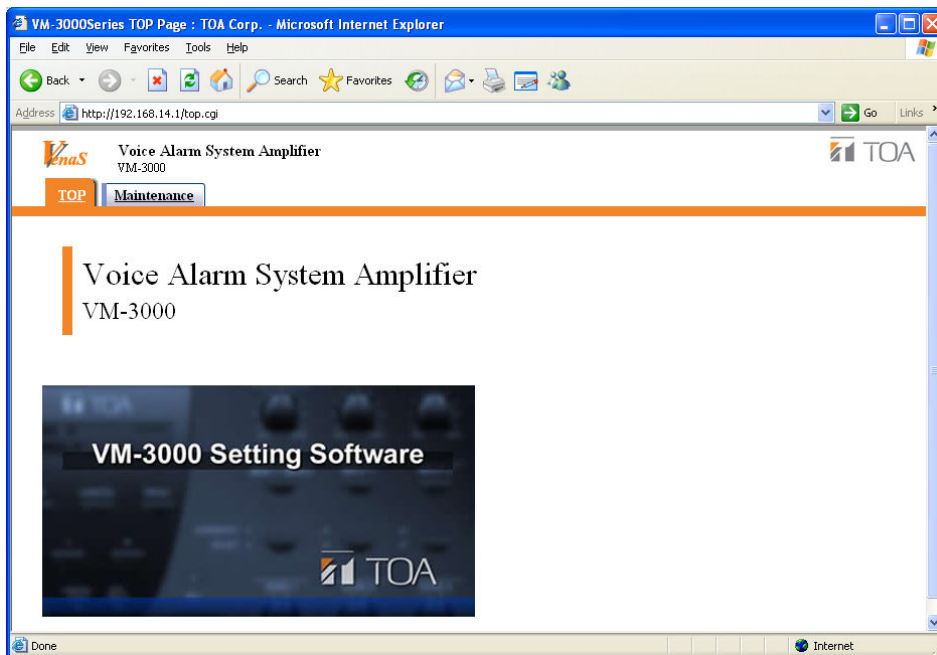 VM-3000Series TOP Page : TOA Corp. - Microsoft Internet Explorer
File Edit View Favorites Tools Help
Back Search Favorites
Address http://192.168.14.1/top.cgi Go Links
VenaS Voice Alarm System Amplifier TOA
VM-3000
TOP Maintenance
Voice Alarm System Amplifier
VM-3000
TOA
VM-3000 Setting Software
TOA
Done Internet